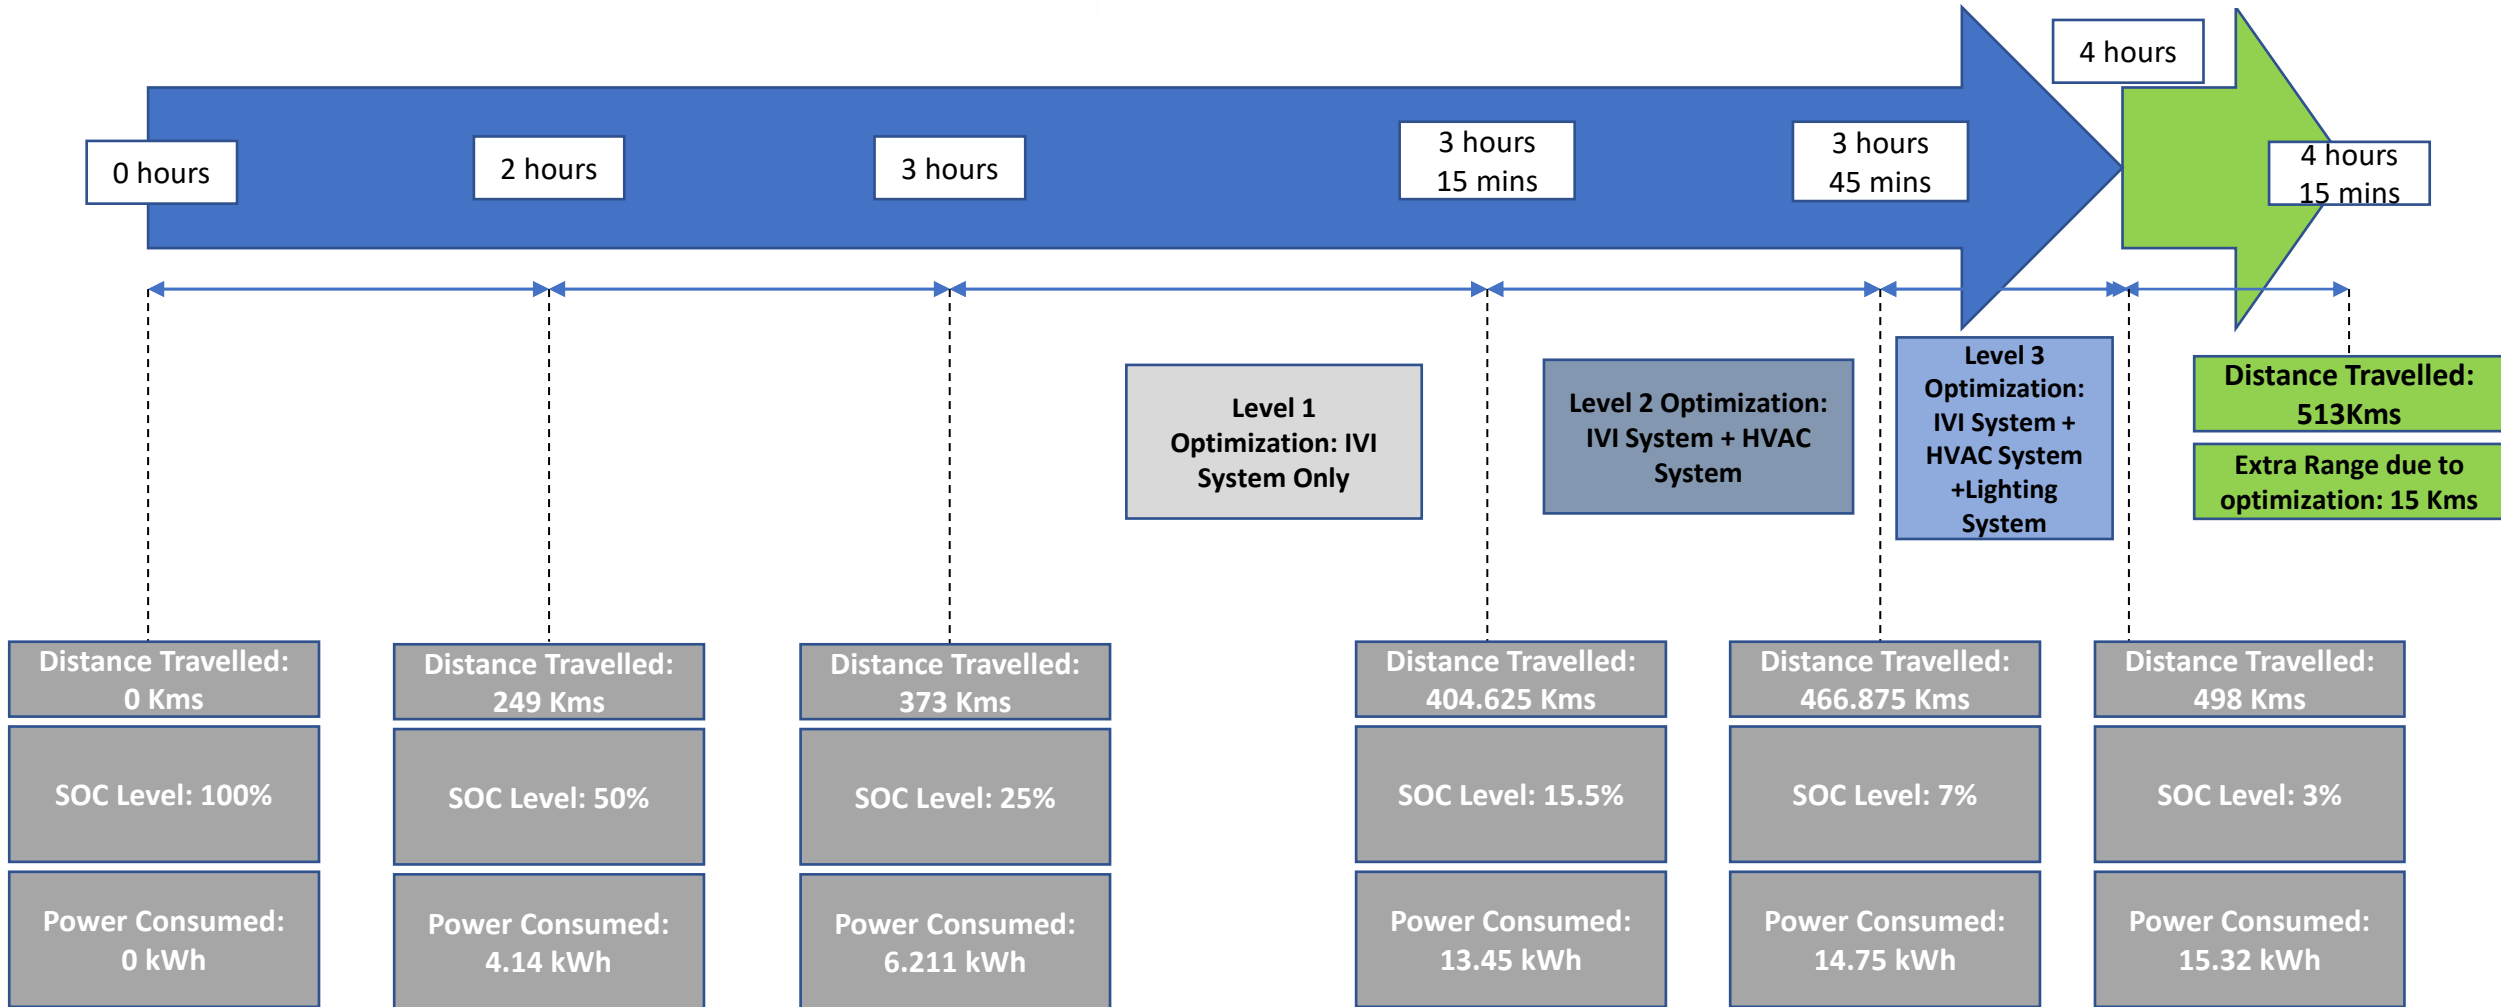 4 hours
0 hours
2 hours
3 hours
3 hours
15 mins
3 hours
45 mins
4 hours
15 mins
Level 1
Optimization: IVI
System Only
Level 2 Optimization:
IVI System + HVAC
System
Level 3
Optimization:
IVI System +
HVAC System
+Lighting
System
Distance Travelled:
513Kms
Extra Range due to
optimization: 15 Kms
Distance Travelled:
0 Kms
SOC Level: 100%
Power Consumed:
0 kWh
Distance Travelled:
249 Kms
SOC Level: 50%
Power Consumed:
4.14 kWh
Distance Travelled:
373 Kms
SOC Level: 25%
Power Consumed:
6.211 kWh
Distance Travelled:
404.625 Kms
SOC Level: 15.5%
Power Consumed:
13.45 kWh
Distance Travelled:
466.875 Kms
SOC Level: 7%
Power Consumed:
14.75 kWh
Distance Travelled:
498 Kms
SOC Level: 3%
Power Consumed:
15.32 kWh